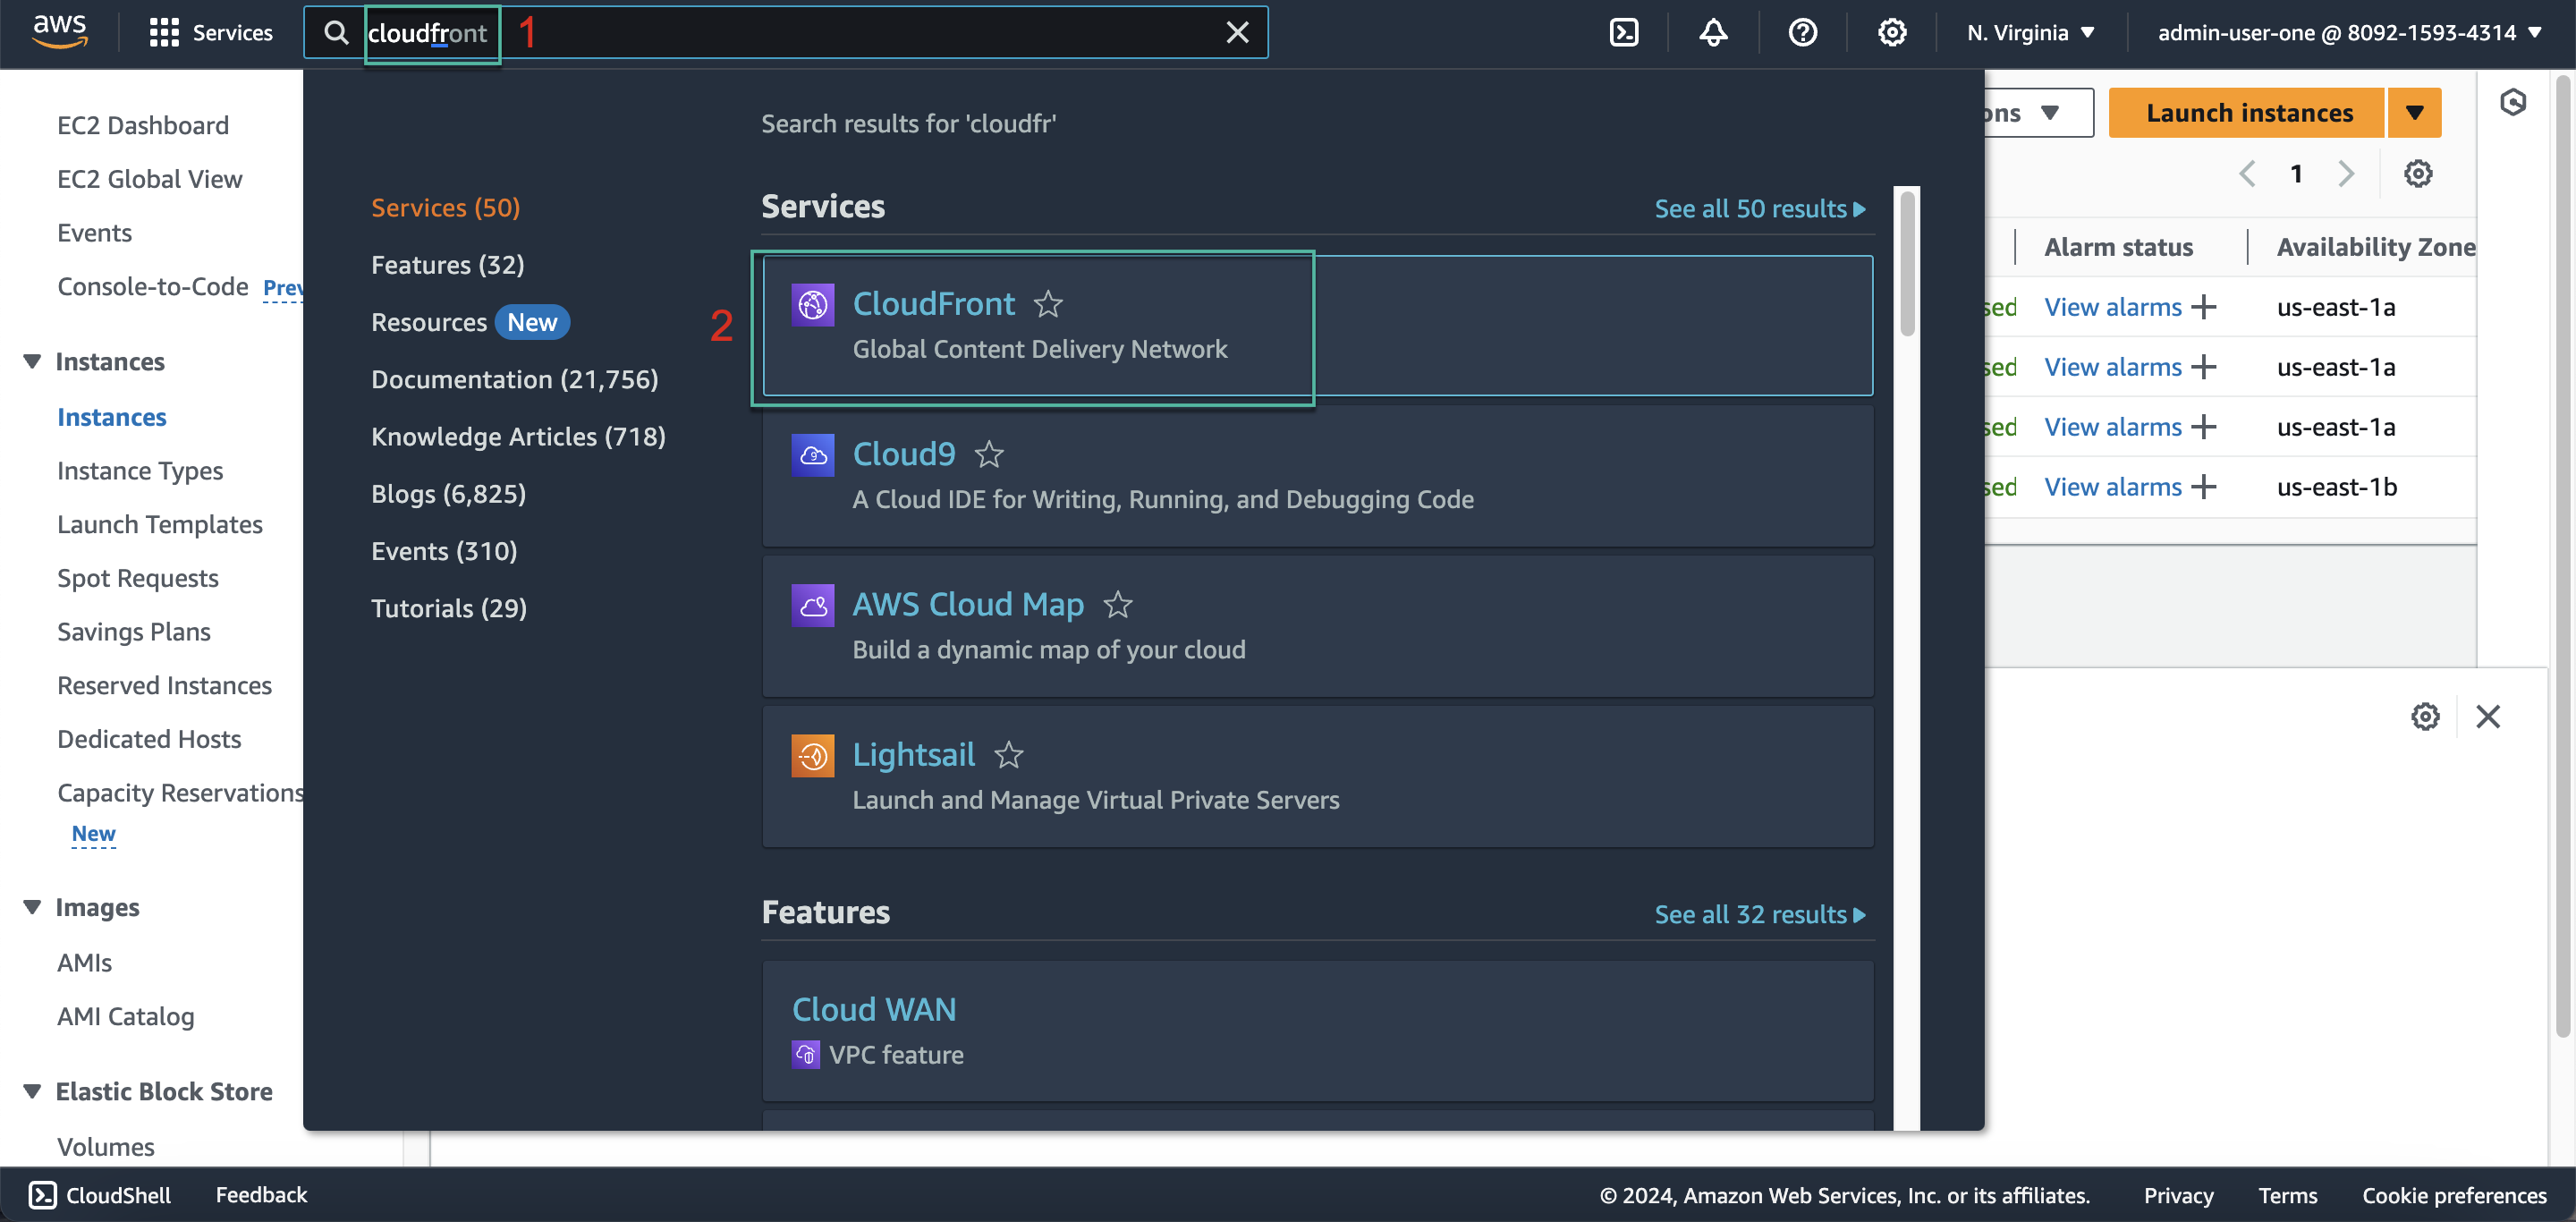 aws
Services
cloudfront
1
N. Virginia
admin-user-one @ 8092-1593-4314
EC2 Dashboard
EC2 Global View
Events
Console-to-Code Prev
Instances
Instances
Instance Types
Launch Templates
Spot Requests
Savings Plans
Reserved Instances
Dedicated Hosts
Capacity Reservations
New
Images
AMIs
AMI Catalog
Elastic Block Store
Volumes
Search results for 'cloudfr'
Services (50)
Features (32)
Resources New
Documentation (21,756)
Knowledge Articles (718)
Blogs (6,825)
Events (310)
Tutorials (29)
Services
See all 50 results
2
CloudFront
Global Content Delivery Network
Cloud9
A Cloud IDE for Writing, Running, and Debugging Code
AWS Cloud Map
Build a dynamic map of your cloud
Lightsail
Launch and Manage Virtual Private Servers
Features
See all 32 results
Cloud WAN
VPC feature
ons
Launch instances
1
Alarm status
Availability Zone
sed View alarms us-east-1a
sed View alarms us-east-1a
sed View alarms us-east-1a
sed View alarms us-east-1b
CloudShell
Feedback
© 2024, Amazon Web Services, Inc. or its affiliates.
Privacy
Terms
Cookie preferences